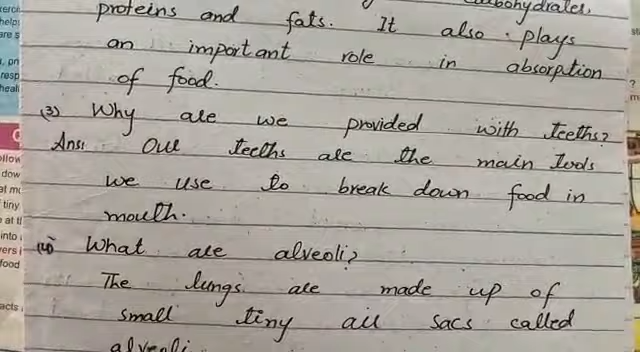 carbohydrates,
proteins and fats. It also plays
an important role in absorption
of food.
(3) Why are we provided with teeths?
Ans: Our teeths are the main tools
we use to break down food in
mouth.
(4) What are alveoli?
The lungs are made up of
small tiny air sacs called
alveoli.